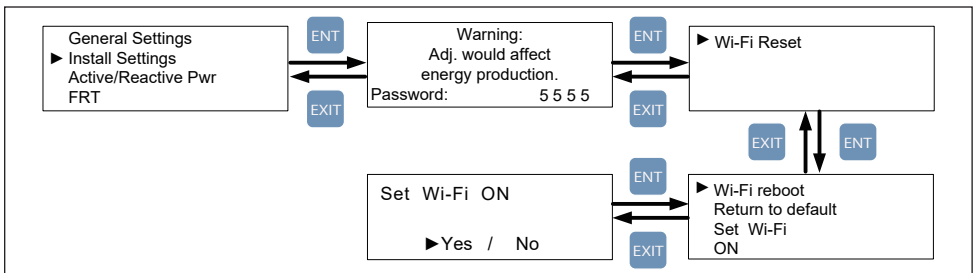 General Settings
► Install Settings
Active/Reactive Pwr
FRT
ENT
EXIT
Warning:
Adj. would affect
energy production.
Password: 5 5 5 5
ENT
EXIT
► Wi-Fi Reset
EXIT
ENT
Set Wi-Fi ON
►Yes / No
ENT
EXIT
► Wi-Fi reboot
Return to default
Set Wi-Fi
ON